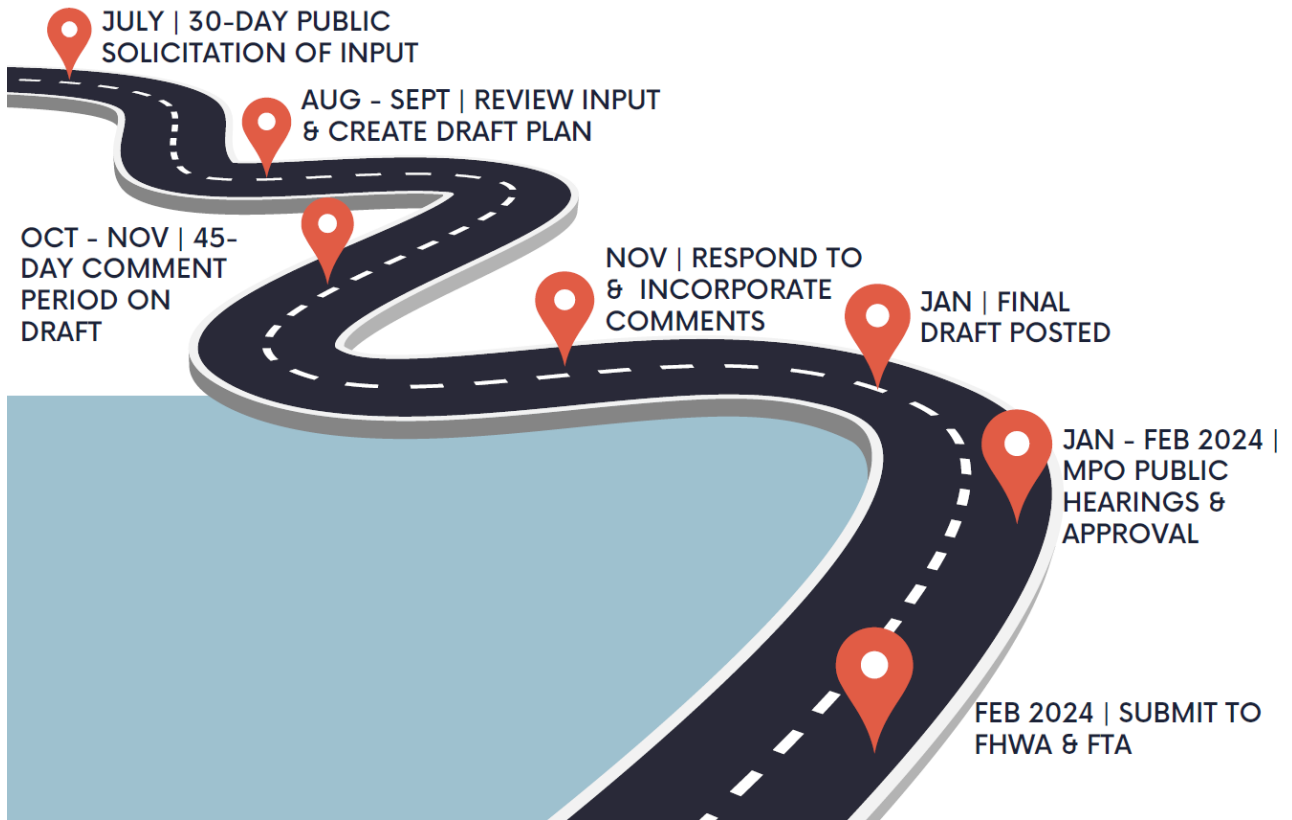 JULY | 30-DAY PUBLIC
SOLICITATION OF INPUT
AUG - SEPT | REVIEW INPUT
& CREATE DRAFT PLAN
OCT - NOV | 45-
DAY COMMENT
PERIOD ON
DRAFT
NOV | RESPOND TO
& INCORPORATE
COMMENTS
JAN | FINAL
DRAFT POSTED
JAN - FEB 2024 |
MPO PUBLIC
HEARINGS &
APPROVAL
FEB 2024 | SUBMIT TO
FHWA & FTA